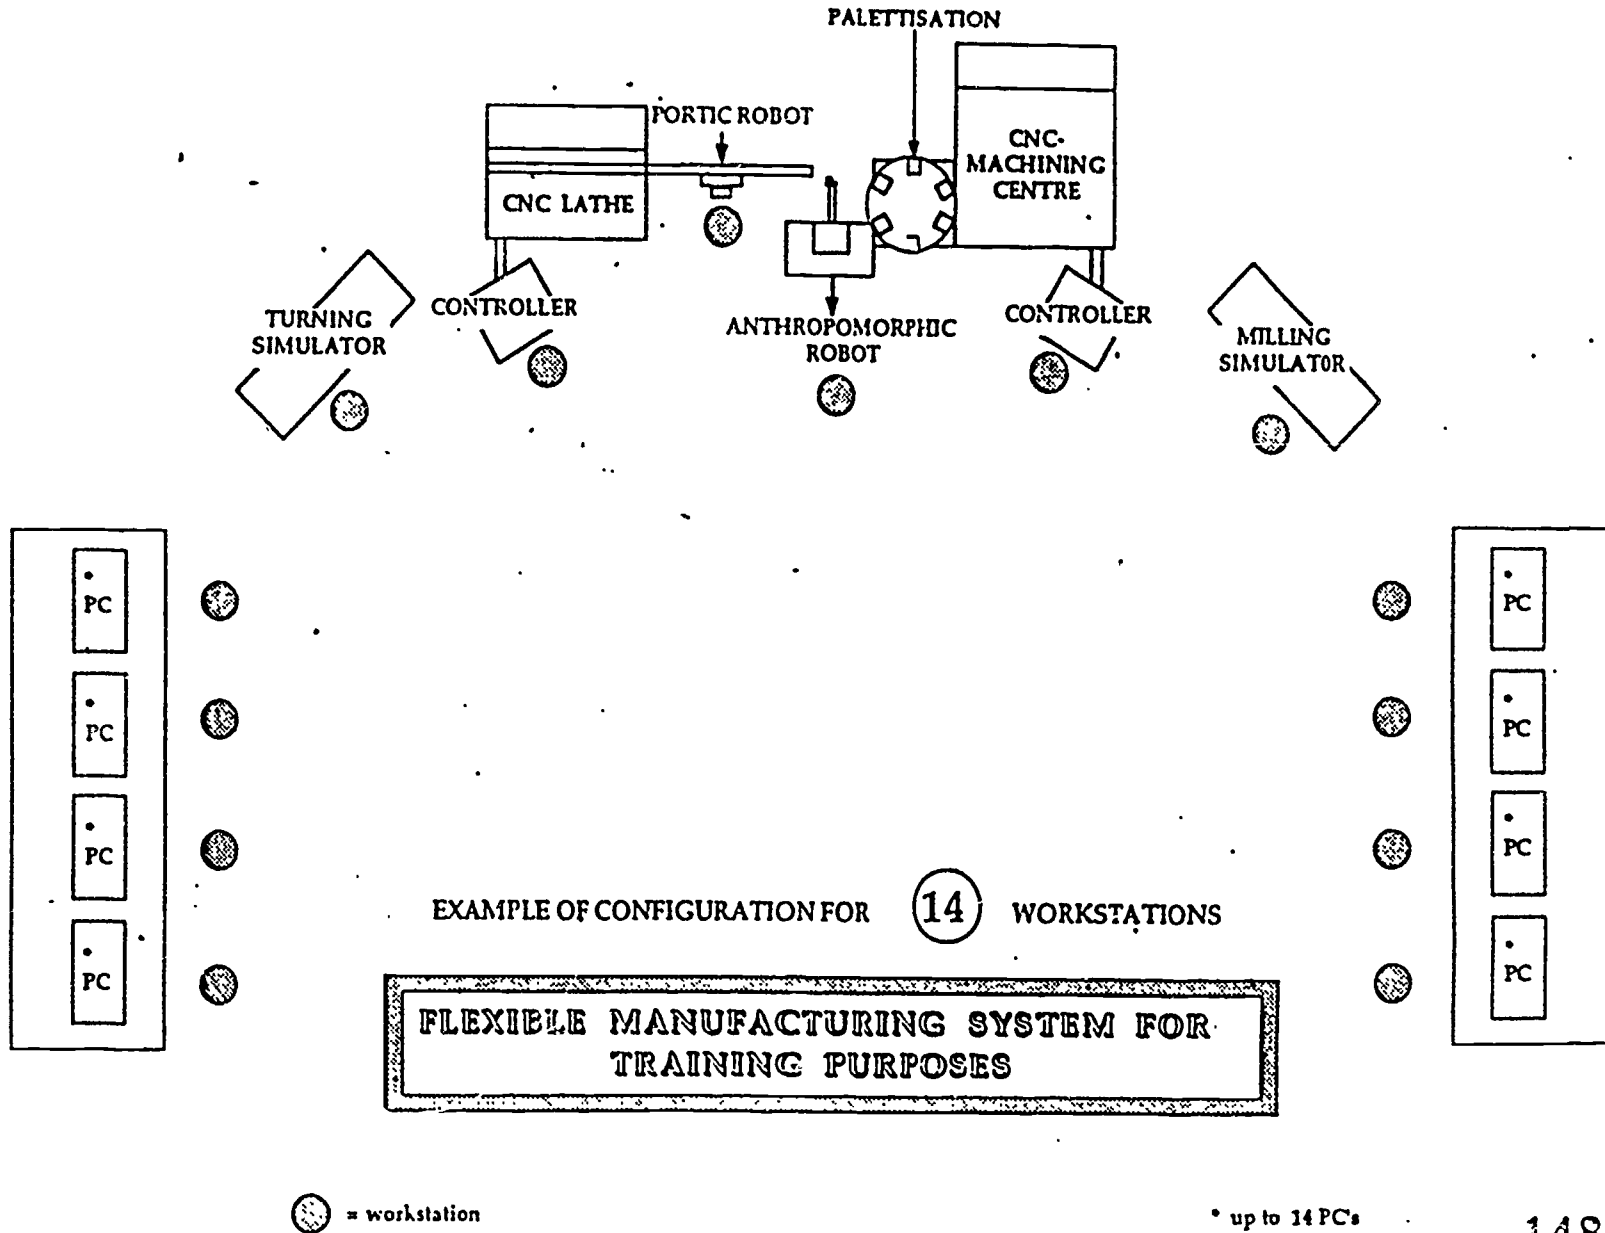 PALETTISATION
PORTIC ROBOT
CNC-
MACHINING
CENTRE
CNC LATHE
CONTROLLER
TURNING
SIMULATOR
ANTHROPOMORPHIC
ROBOT
CONTROLLER
MILLING
SIMULATOR
• PC
• PC
• PC
• PC
• PC
• PC
• PC
• PC
EXAMPLE OF CONFIGURATION FOR 14 WORKSTATIONS
FLEXIBLE MANUFACTURING SYSTEM FOR
TRAINING PURPOSES
= workstation
• up to 14 PC's